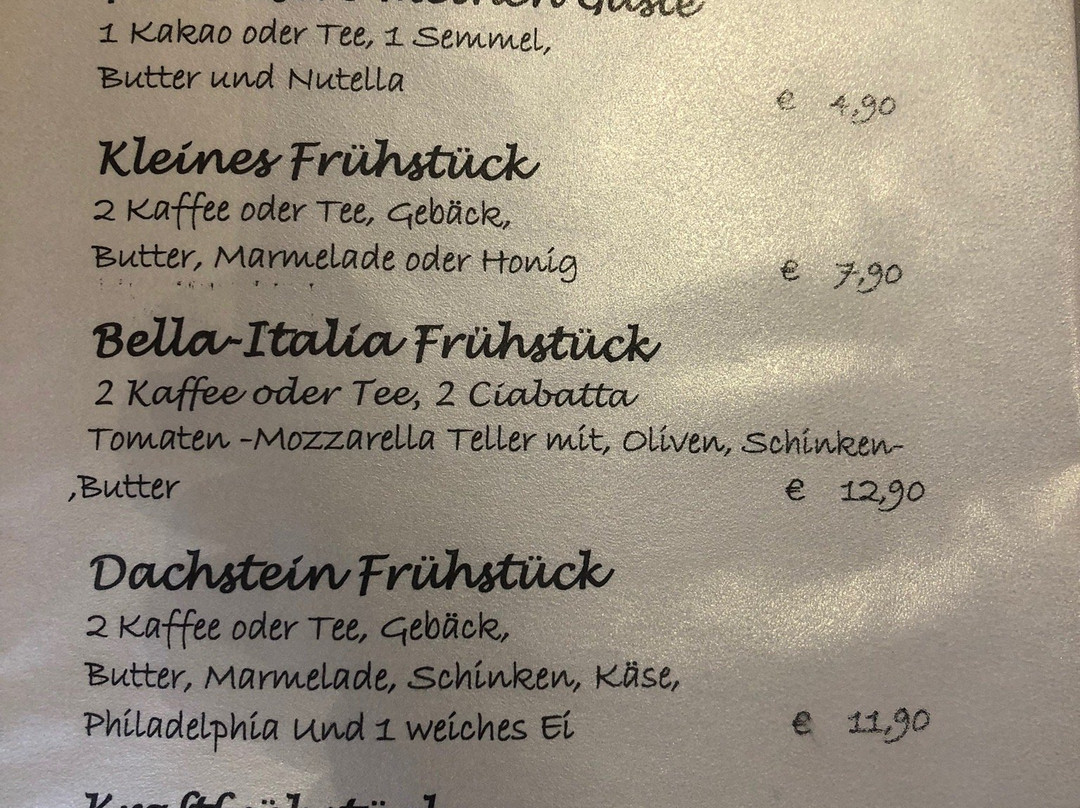 kleinen Gäste
1 Kakao oder Tee, 1 Semmel,
Butter und Nutella
€ 4,90
Kleines Frühstück
2 Kaffee oder Tee, Gebäck,
Butter, Marmelade oder Honig
€ 7,90
Bella-Italia Frühstück
2 Kaffee oder Tee, 2 Ciabatta
Tomaten -Mozzarella Teller mit, Oliven, Schinken-
,Butter € 12,90
Dachstein Frühstück
2 Kaffee oder Tee, Gebäck,
Butter, Marmelade, Schinken, Käse,
Philadelphia Und 1 weiches Ei € 11,90
Kraftfrühstück